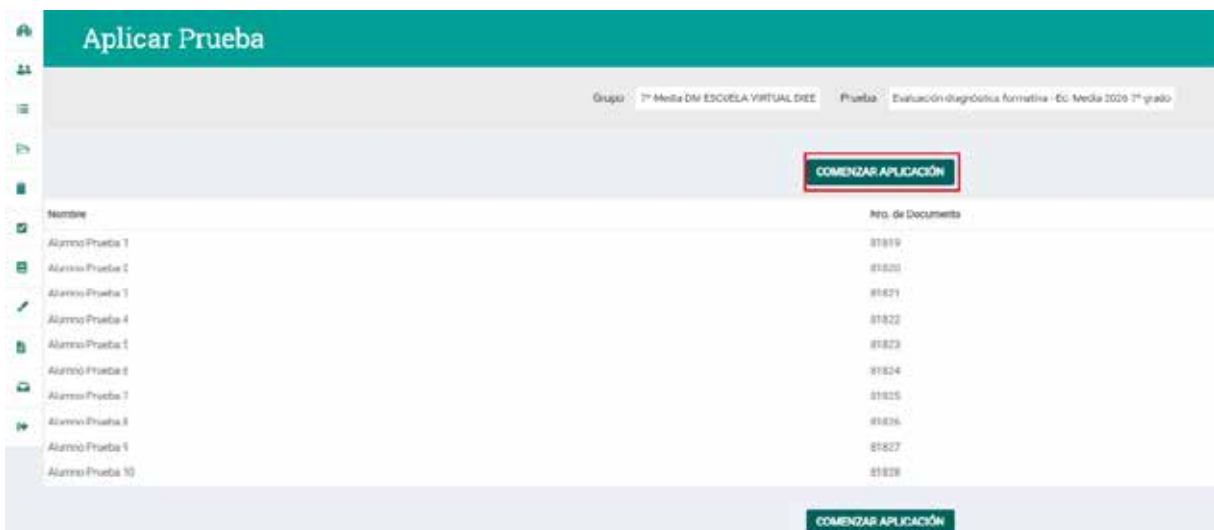 Aplicar Prueba
Grupo 7º Media DM ESCUELA VIRTUAL DIEE Prueba Evaluación diagnóstica formativa - Ed. Media 2026 7º grado
COMENZAR APLICACIÓN
Nombre Nro. de Documento
Alumno Prueba 1 81819
Alumno Prueba 2 81820
Alumno Prueba 3 81821
Alumno Prueba 4 81822
Alumno Prueba 5 81823
Alumno Prueba 6 81824
Alumno Prueba 7 81825
Alumno Prueba 8 81826
Alumno Prueba 9 81827
Alumno Prueba 10 81828
COMENZAR APLICACIÓN